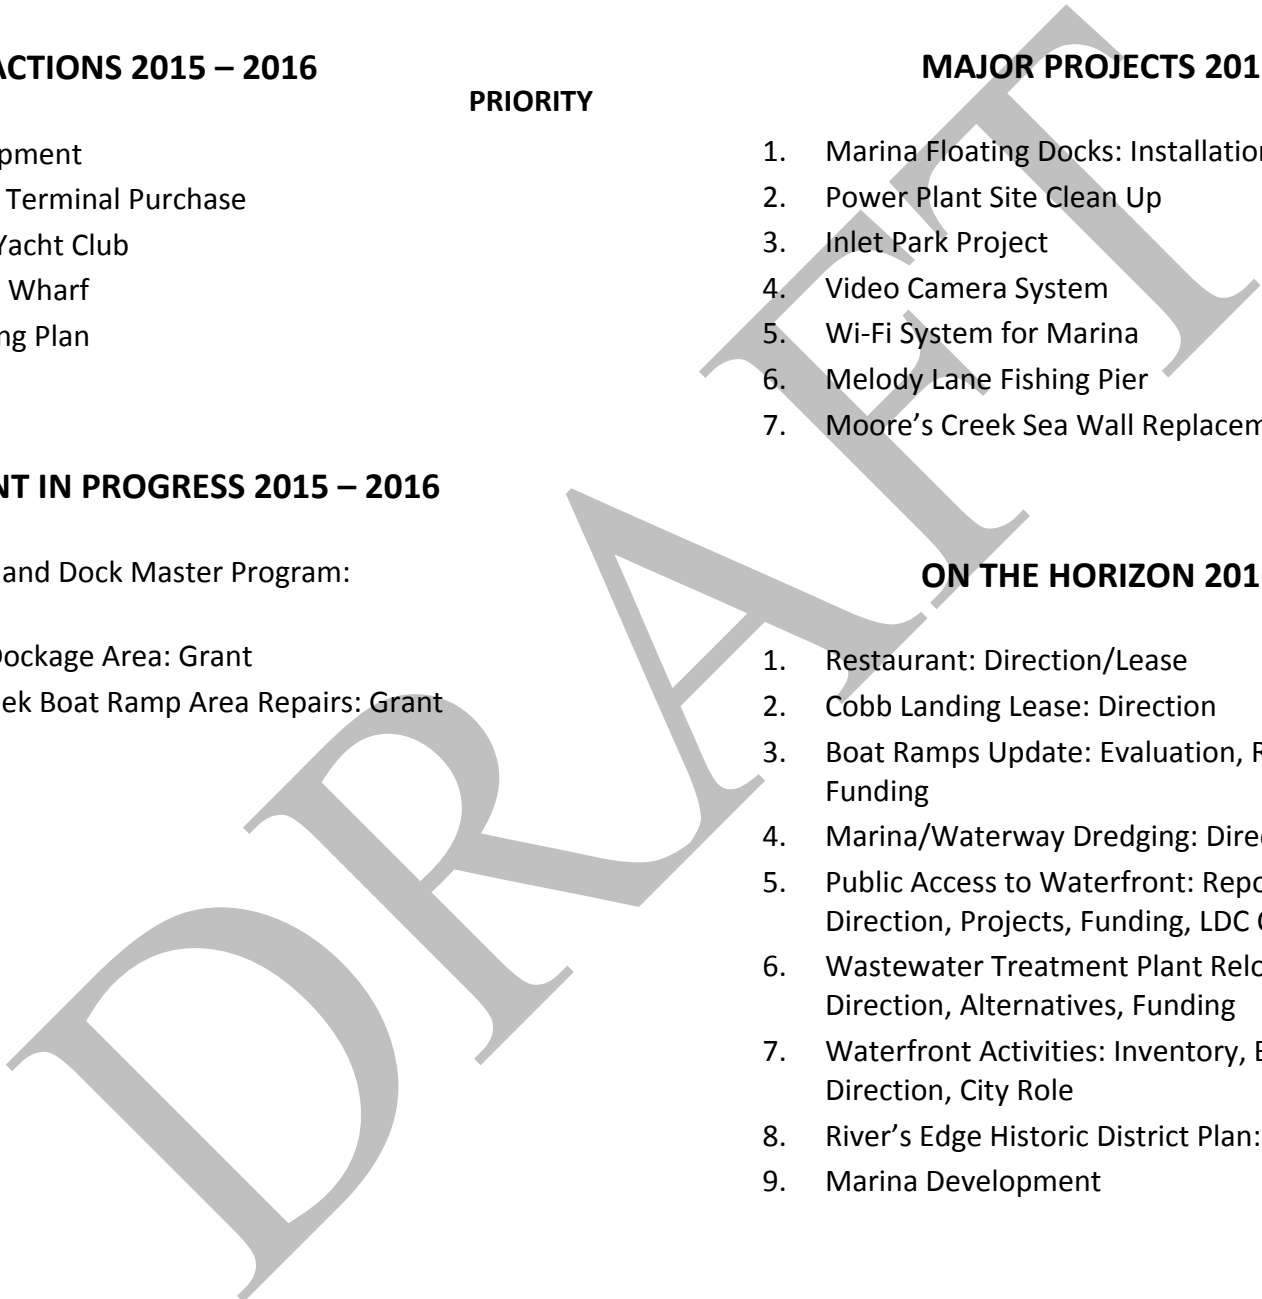 ACTIONS 2015 – 2016
PRIORITY
pment
Terminal Purchase
Yacht Club
Wharf
ng Plan
NT IN PROGRESS 2015 – 2016
and Dock Master Program:
Dockage Area: Grant
ek Boat Ramp Area Repairs: Grant
MAJOR PROJECTS 201
1. Marina Floating Docks: Installation
2. Power Plant Site Clean Up
3. Inlet Park Project
4. Video Camera System
5. Wi-Fi System for Marina
6. Melody Lane Fishing Pier
7. Moore’s Creek Sea Wall Replacem
ON THE HORIZON 201
1. Restaurant: Direction/Lease
2. Cobb Landing Lease: Direction
3. Boat Ramps Update: Evaluation, R
Funding
4. Marina/Waterway Dredging: Dire
5. Public Access to Waterfront: Repo
Direction, Projects, Funding, LDC
6. Wastewater Treatment Plant Relo
Direction, Alternatives, Funding
7. Waterfront Activities: Inventory, E
Direction, City Role
8. River’s Edge Historic District Plan:
9. Marina Development
DRAFT